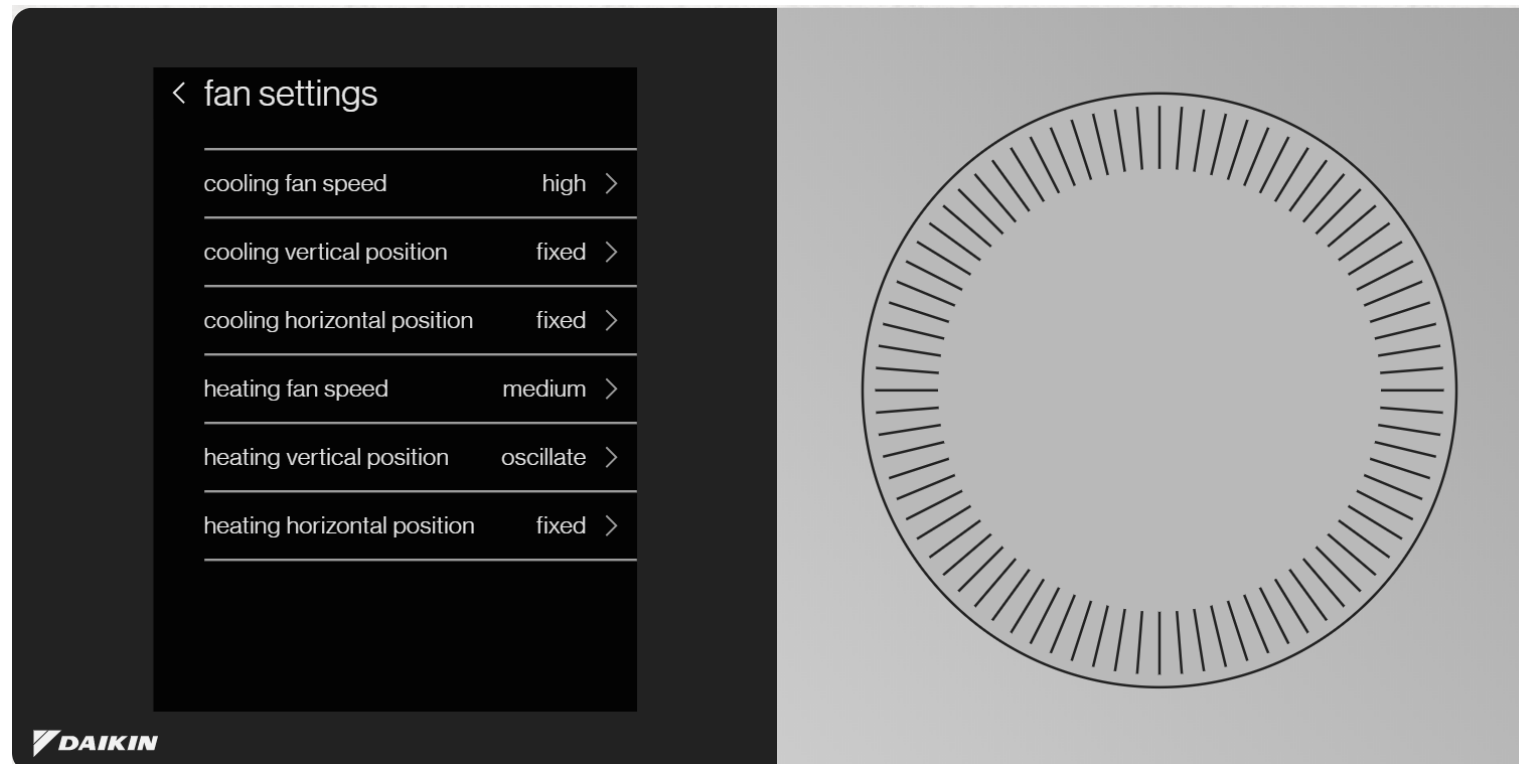 fan settings
cooling fan speed high
cooling vertical position fixed
cooling horizontal position fixed
heating fan speed medium
heating vertical position oscillate
heating horizontal position fixed
DAIKIN